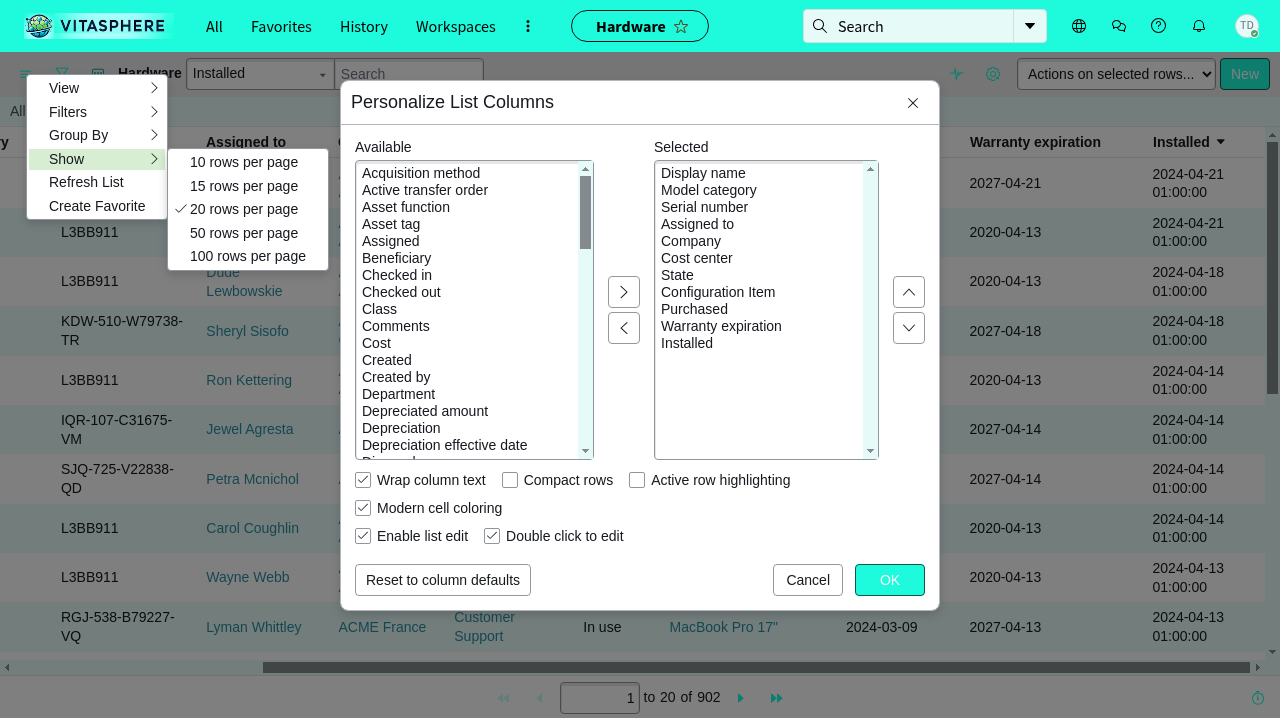 VITASPHERE
All
Favorites
History
Workspaces
Hardware
Search
TD
Hardware
Installed
Search
Actions on selected rows...
New
All
View
Filters
Group By
Show
Refresh List
Create Favorite
10 rows per page
15 rows per page
20 rows per page
50 rows per page
100 rows per page
Assigned to
Warranty expiration
Installed
2027-04-21
2024-04-21
01:00:00
L3BB911
2020-04-13
2024-04-21
01:00:00
L3BB911
Dude
Lewbowskie
2020-04-13
2024-04-18
01:00:00
KDW-510-W79738-
TR
Sheryl Sisofo
2027-04-18
2024-04-18
01:00:00
L3BB911
Ron Kettering
2020-04-13
2024-04-14
01:00:00
IQR-107-C31675-
VM
Jewel Agresta
2027-04-14
2024-04-14
01:00:00
SJQ-725-V22838-
QD
Petra Mcnichol
2027-04-14
2024-04-14
01:00:00
L3BB911
Carol Coughlin
2020-04-13
2024-04-14
01:00:00
L3BB911
Wayne Webb
2020-04-13
2024-04-13
01:00:00
RGJ-538-B79227-
VQ
Lyman Whittley
ACME France
Customer
Support
In use
MacBook Pro 17"
2024-03-09
2027-04-13
2024-04-13
01:00:00
1 to 20 of 902
Personalize List Columns
Available
Acquisition method
Active transfer order
Asset function
Asset tag
Assigned
Beneficiary
Checked in
Checked out
Class
Comments
Cost
Created
Created by
Department
Depreciated amount
Depreciation
Depreciation effective date
Selected
Display name
Model category
Serial number
Assigned to
Company
Cost center
State
Configuration Item
Purchased
Warranty expiration
Installed
Wrap column text
Compact rows
Active row highlighting
Modern cell coloring
Enable list edit
Double click to edit
Reset to column defaults
Cancel
OK